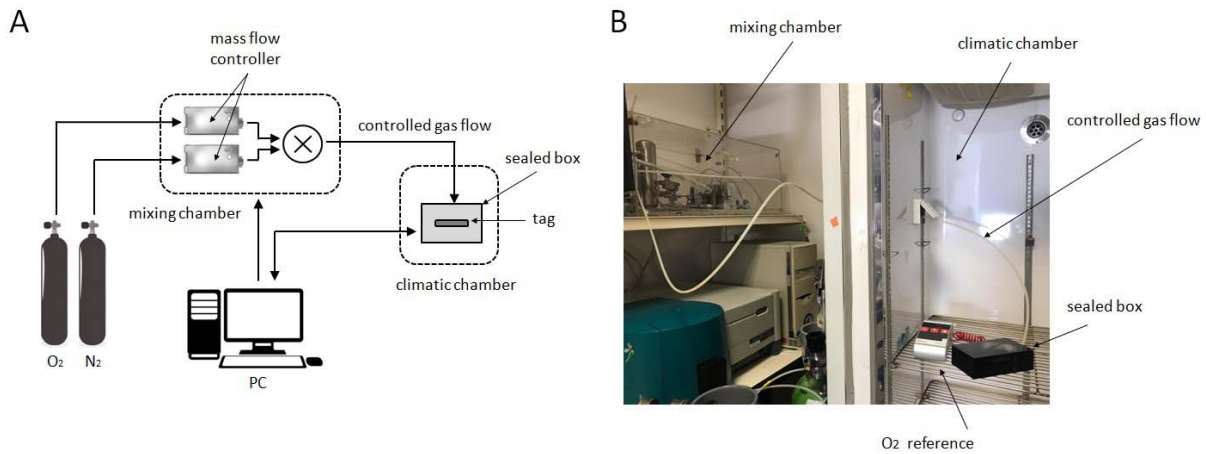 A
mass flow
controller
controlled gas flow
sealed box
tag
mixing chamber
climatic chamber
O₂
N₂
PC
B
mixing chamber
climatic chamber
controlled gas flow
sealed box
O₂ reference